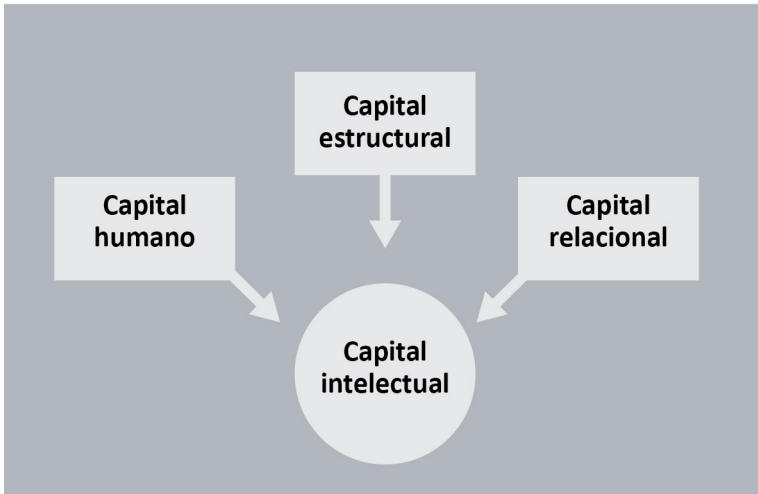 Capital
estructural
Capital
humano
Capital
relacional
Capital
intelectual